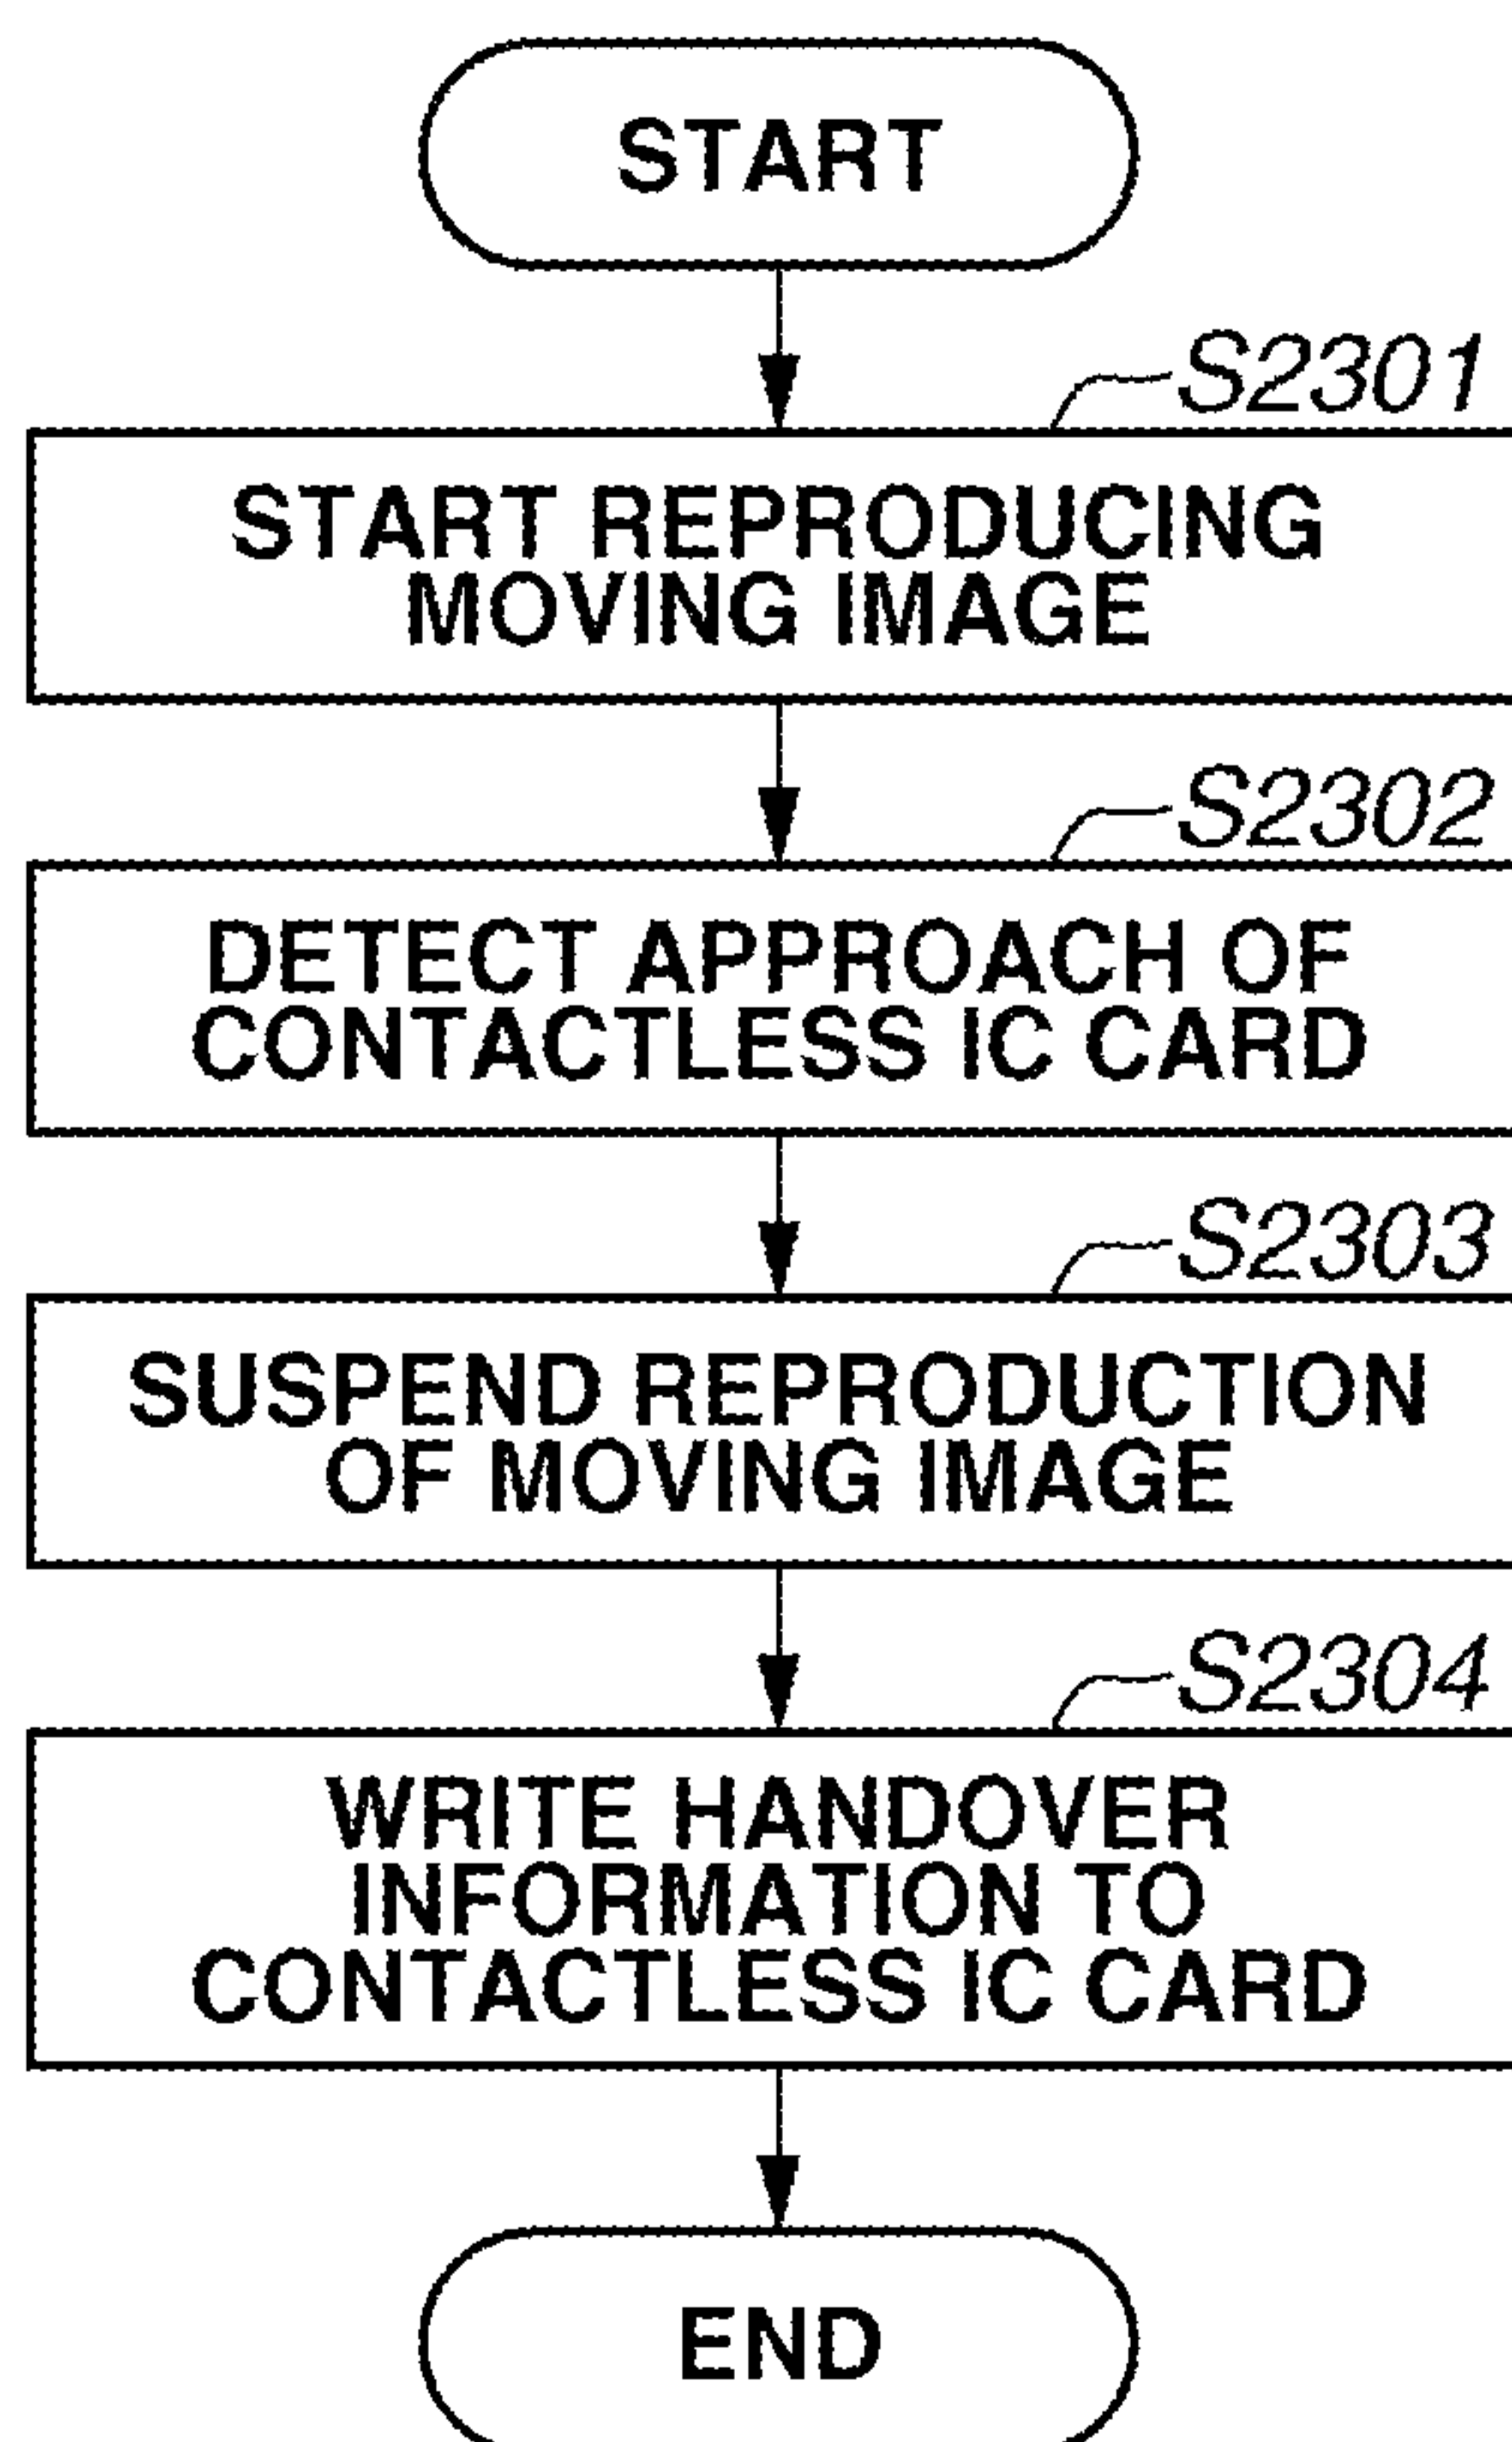 START
S2301
START REPRODUCING
MOVING IMAGE
S2302
DETECT APPROACH OF
CONTACTLESS IC CARD
S2303
SUSPEND REPRODUCTION
OF MOVING IMAGE
S2304
WRITE HANDOVER
INFORMATION TO
CONTACTLESS IC CARD
END